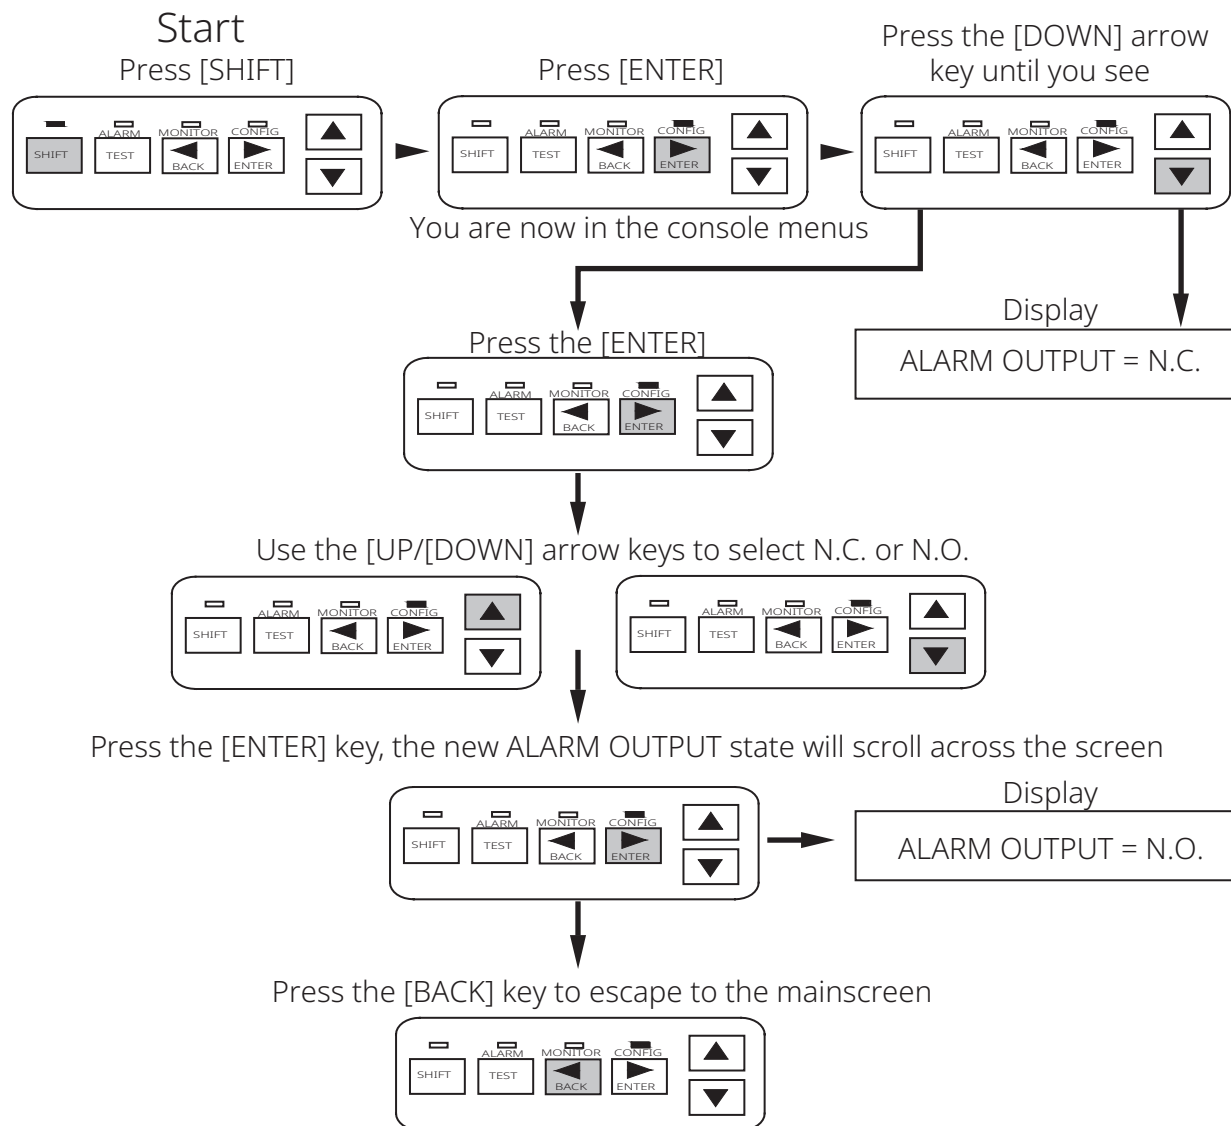 Start
Press [SHIFT]
Press [ENTER]
Press the [DOWN] arrow
key until you see
ALARM MONITOR CONFIG
SHIFT TEST BACK ENTER
ALARM MONITOR CONFIG
SHIFT TEST BACK ENTER
ALARM MONITOR CONFIG
SHIFT TEST BACK ENTER
You are now in the console menus
Display
ALARM OUTPUT = N.C.
Press the [ENTER]
ALARM MONITOR CONFIG
SHIFT TEST BACK ENTER
Use the [UP/[DOWN] arrow keys to select N.C. or N.O.
ALARM MONITOR CONFIG
SHIFT TEST BACK ENTER
ALARM MONITOR CONFIG
SHIFT TEST BACK ENTER
Press the [ENTER] key, the new ALARM OUTPUT state will scroll across the screen
ALARM MONITOR CONFIG
SHIFT TEST BACK ENTER
Display
ALARM OUTPUT = N.O.
Press the [BACK] key to escape to the mainscreen
ALARM MONITOR CONFIG
SHIFT TEST BACK ENTER